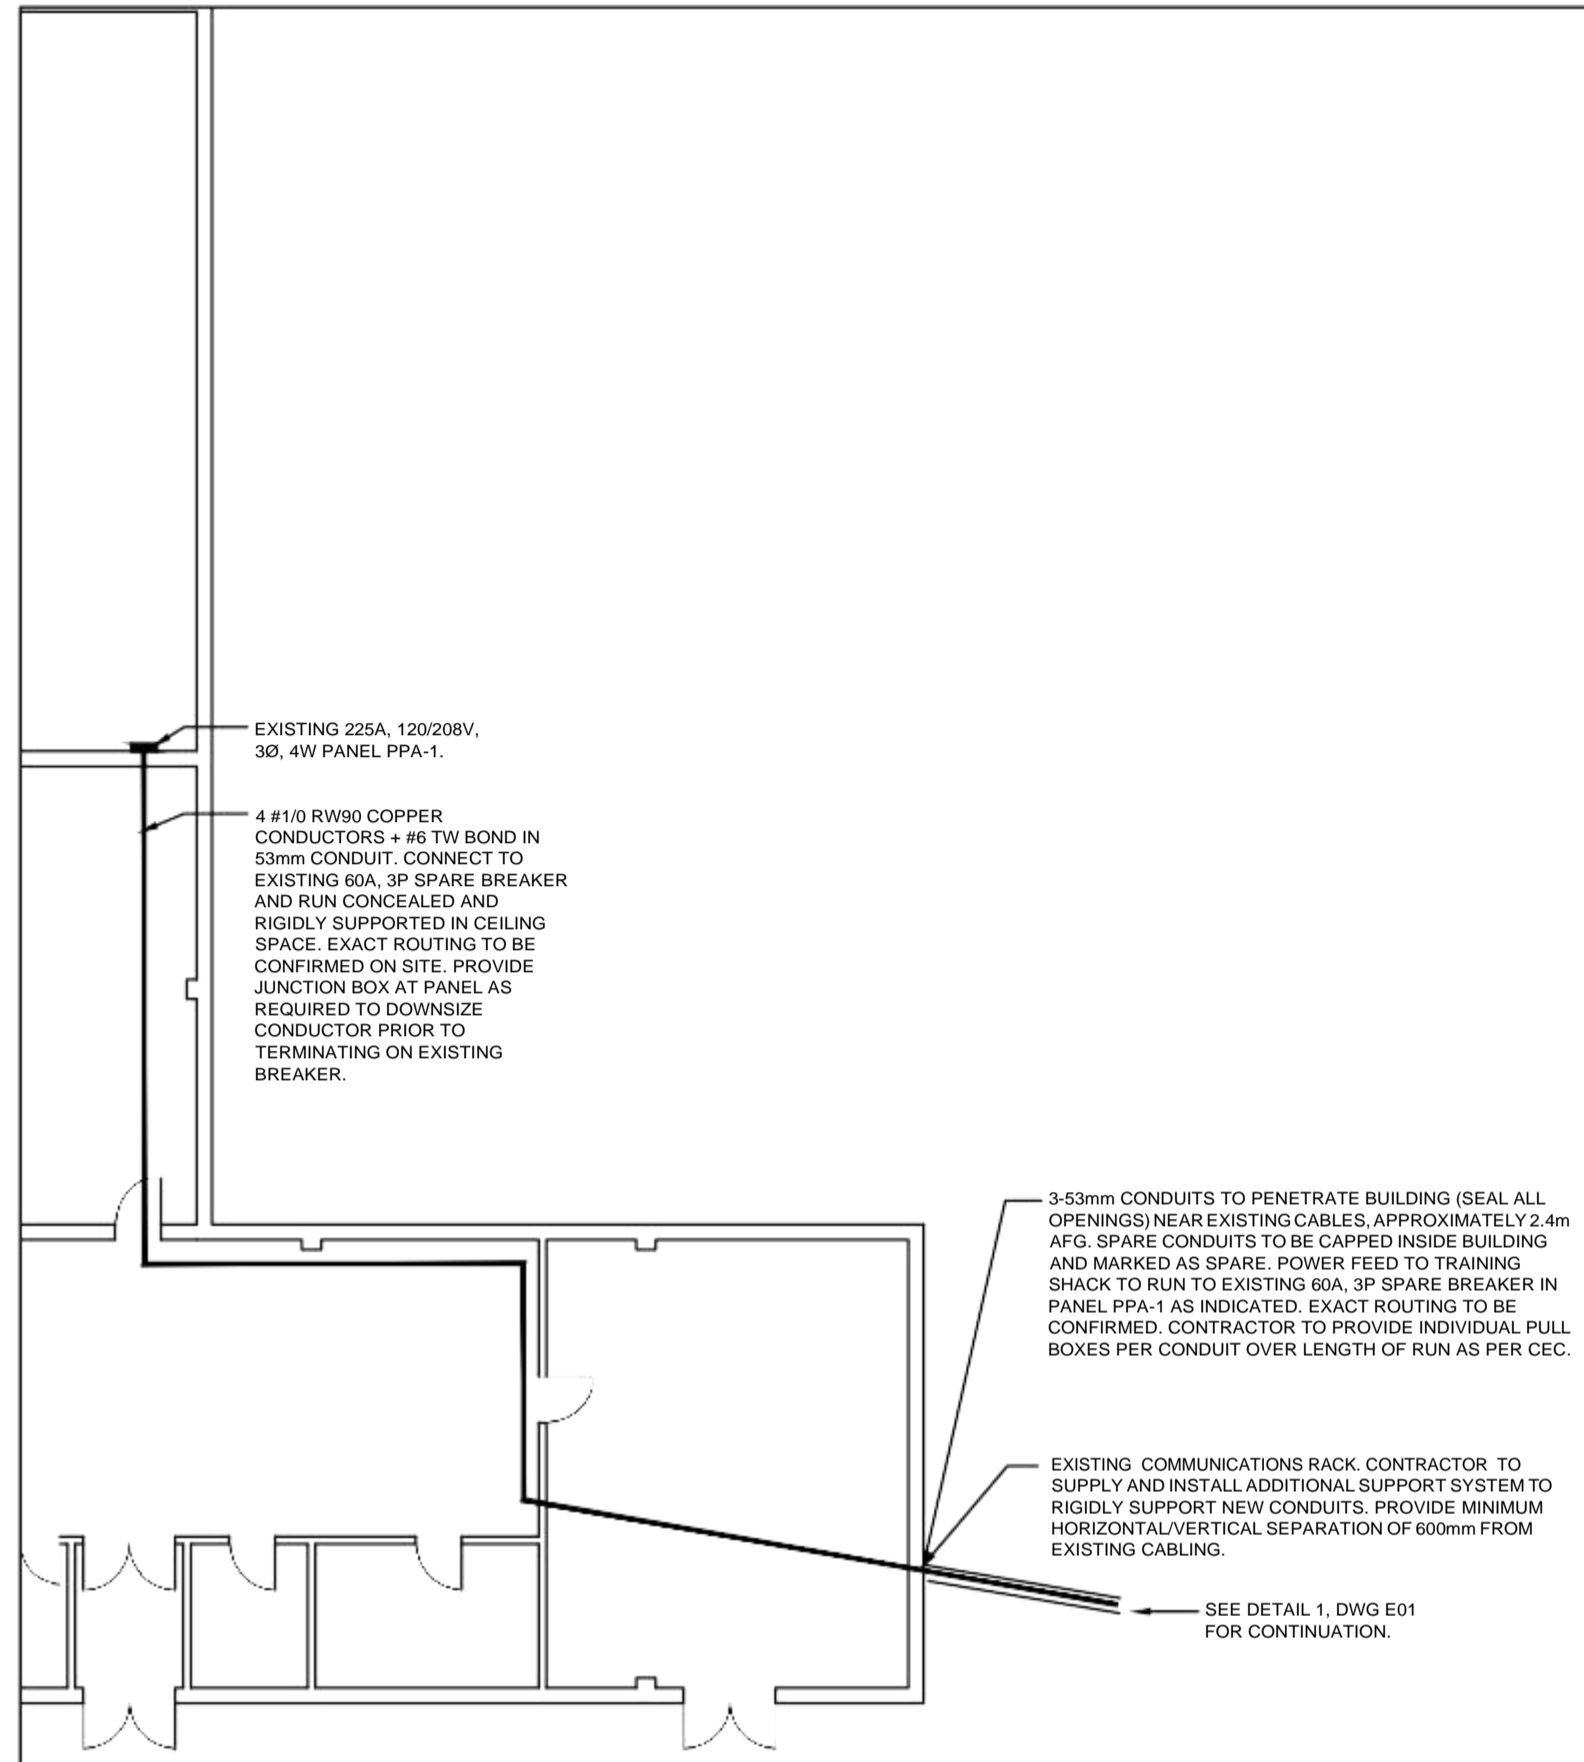 EXISTING 225A, 120/208V,
3Ø, 4W PANEL PPA-1.
4 #1/0 RW90 COPPER
CONDUCTORS + #6 TW BOND IN
53mm CONDUIT. CONNECT TO
EXISTING 60A, 3P SPARE BREAKER
AND RUN CONCEALED AND
RIGIDLY SUPPORTED IN CEILING
SPACE. EXACT ROUTING TO BE
CONFIRMED ON SITE. PROVIDE
JUNCTION BOX AT PANEL AS
REQUIRED TO DOWNSIZE
CONDUCTOR PRIOR TO
TERMINATING ON EXISTING
BREAKER.
3-53mm CONDUITS TO PENETRATE BUILDING (SEAL ALL
OPENINGS) NEAR EXISTING CABLES, APPROXIMATELY 2.4m
AFG. SPARE CONDUITS TO BE CAPPED INSIDE BUILDING
AND MARKED AS SPARE. POWER FEED TO TRAINING
SHACK TO RUN TO EXISTING 60A, 3P SPARE BREAKER IN
PANEL PPA-1 AS INDICATED. EXACT ROUTING TO BE
CONFIRMED. CONTRACTOR TO PROVIDE INDIVIDUAL PULL
BOXES PER CONDUIT OVER LENGTH OF RUN AS PER CEC.
EXISTING COMMUNICATIONS RACK. CONTRACTOR TO
SUPPLY AND INSTALL ADDITIONAL SUPPORT SYSTEM TO
RIGIDLY SUPPORT NEW CONDUITS. PROVIDE MINIMUM
HORIZONTAL/VERTICAL SEPARATION OF 600mm FROM
EXISTING CABLING.
SEE DETAIL 1, DWG E01
FOR CONTINUATION.